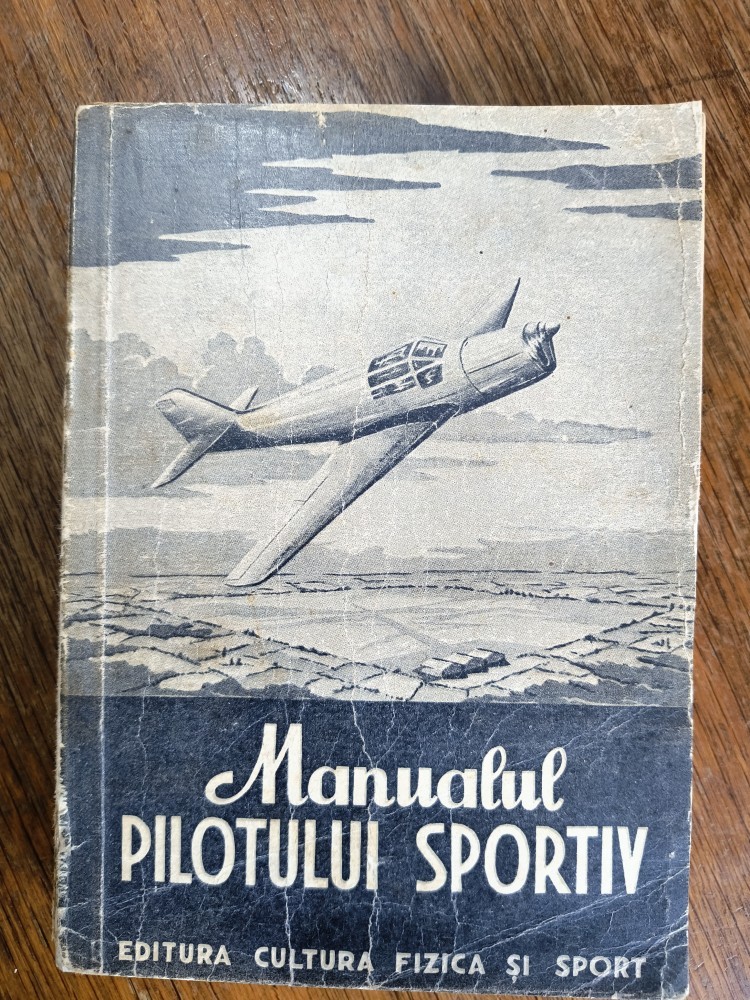 Manualul
PILOTULUI SPORTIV
EDITURA CULTURA FIZICA ȘI SPORT